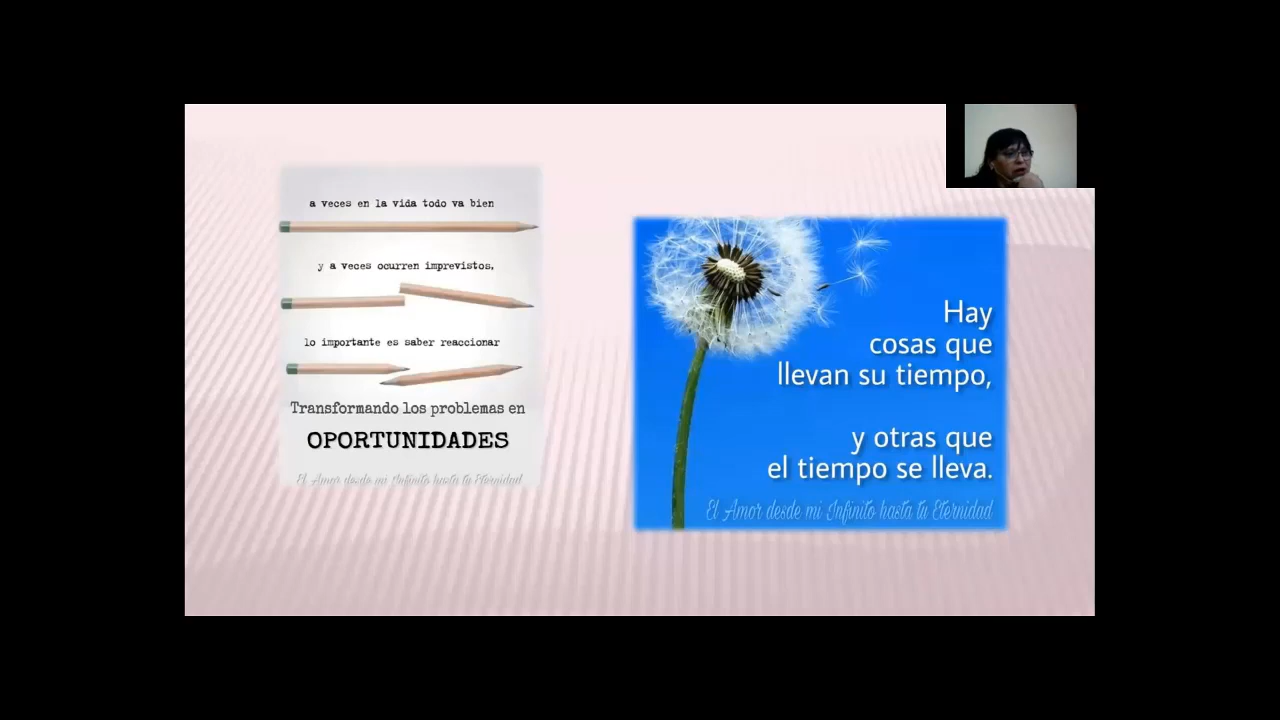 a veces en la vida todo va bien
y a veces ocurren imprevistos,
lo importante es saber reaccionar
Transformando los problemas en
OPORTUNIDADES
El Amor desde mi Infinito hasta tu Eternidad
Hay
cosas que
llevan su tiempo,
y otras que
el tiempo se lleva.
El Amor desde mi Infinito hasta tu Eternidad